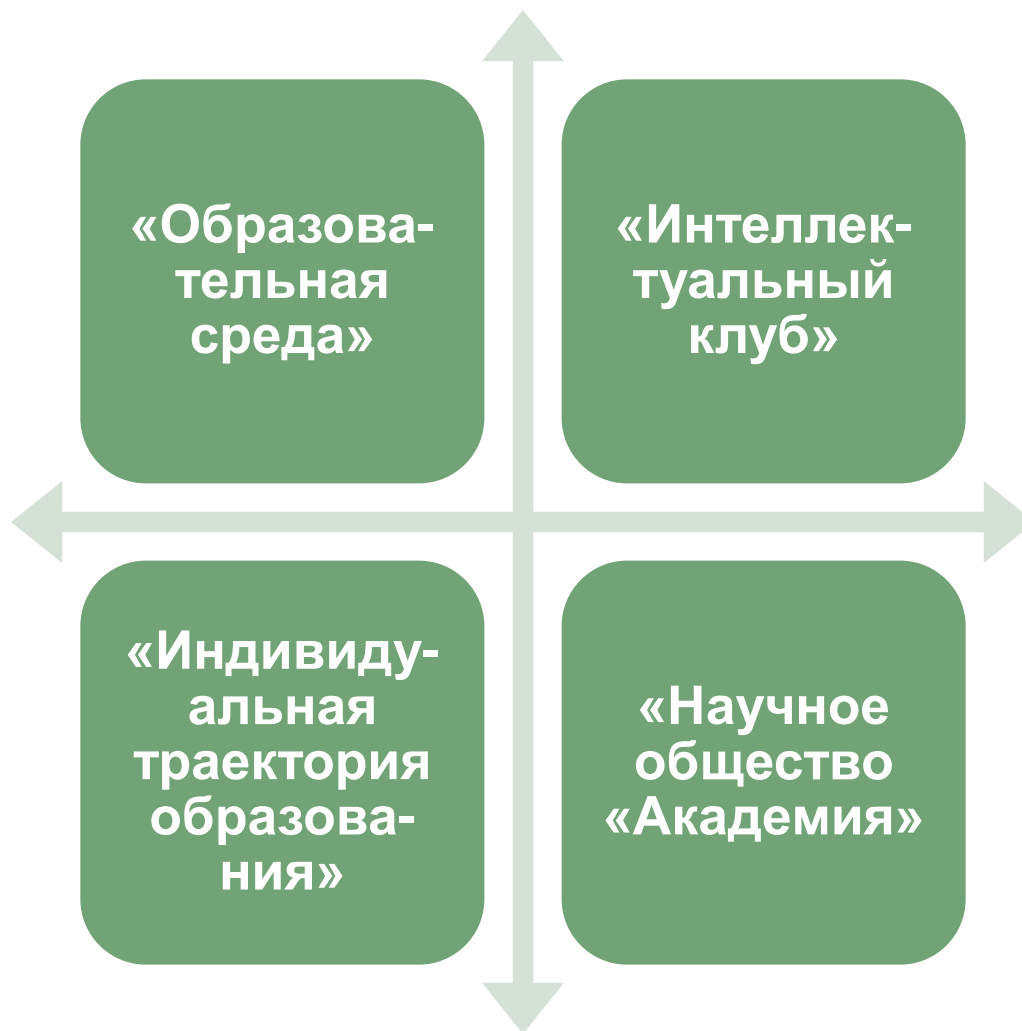 «Образова-
тельная
среда»
«Интеллек-
туальный
клуб»
«Индивиду-
альная
траектория
образова-
ния»
«Научное
общество
«Академия»